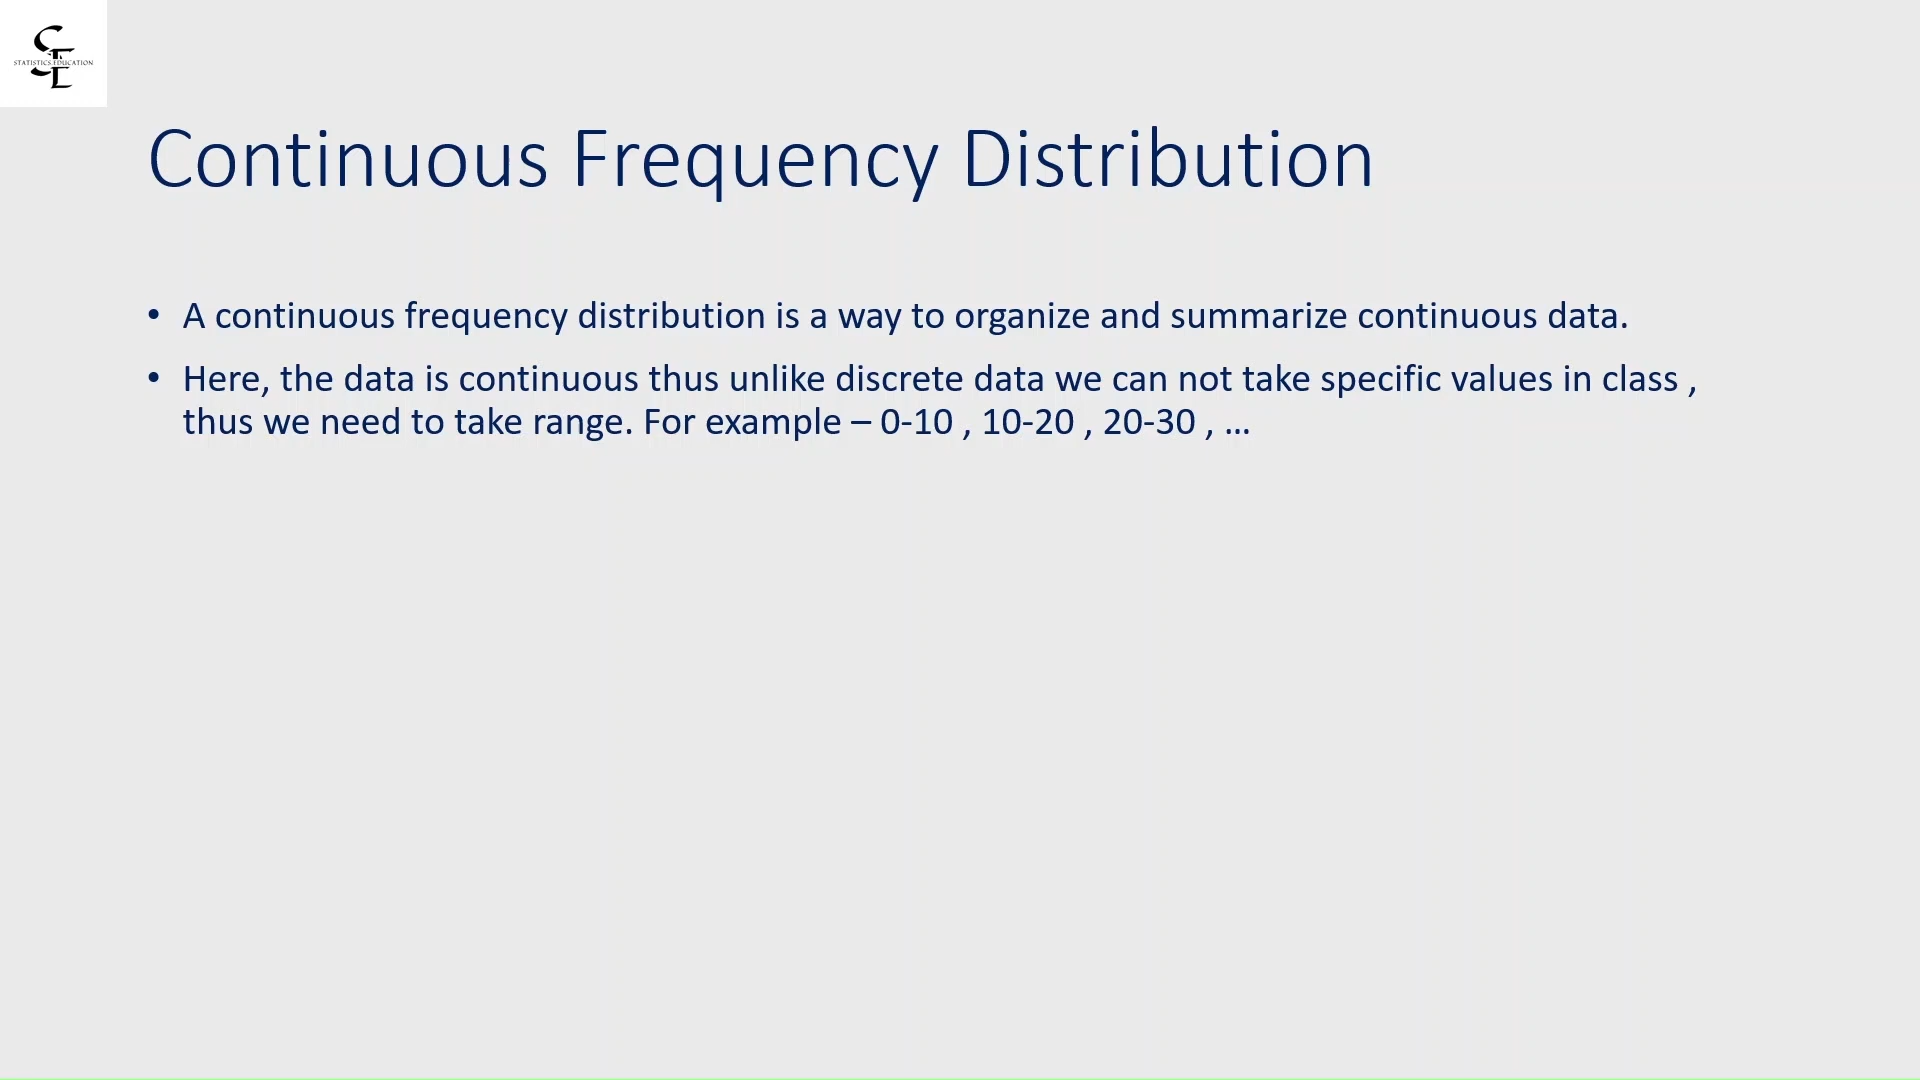 STATISTICS EDUCATION
Continuous Frequency Distribution
• A continuous frequency distribution is a way to organize and summarize continuous data.
• Here, the data is continuous thus unlike discrete data we can not take specific values in class ,
thus we need to take range. For example – 0-10 , 10-20 , 20-30 , ...